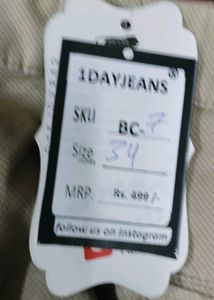 1DAYJEANS
SKU BC-7
Size 34
MRP. Rs. 499 /-
follow us on Instagram